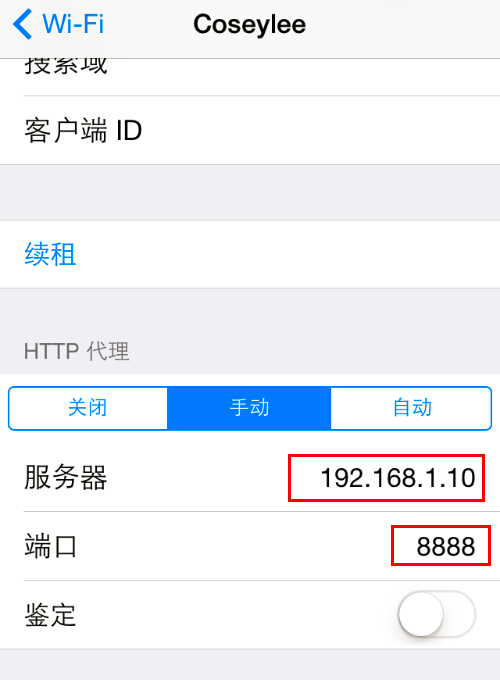 Wi-Fi Coseylee
搜索域
客户端 ID
续租
HTTP 代理
关闭 手动 自动
服务器 192.168.1.10
端口 8888
鉴定